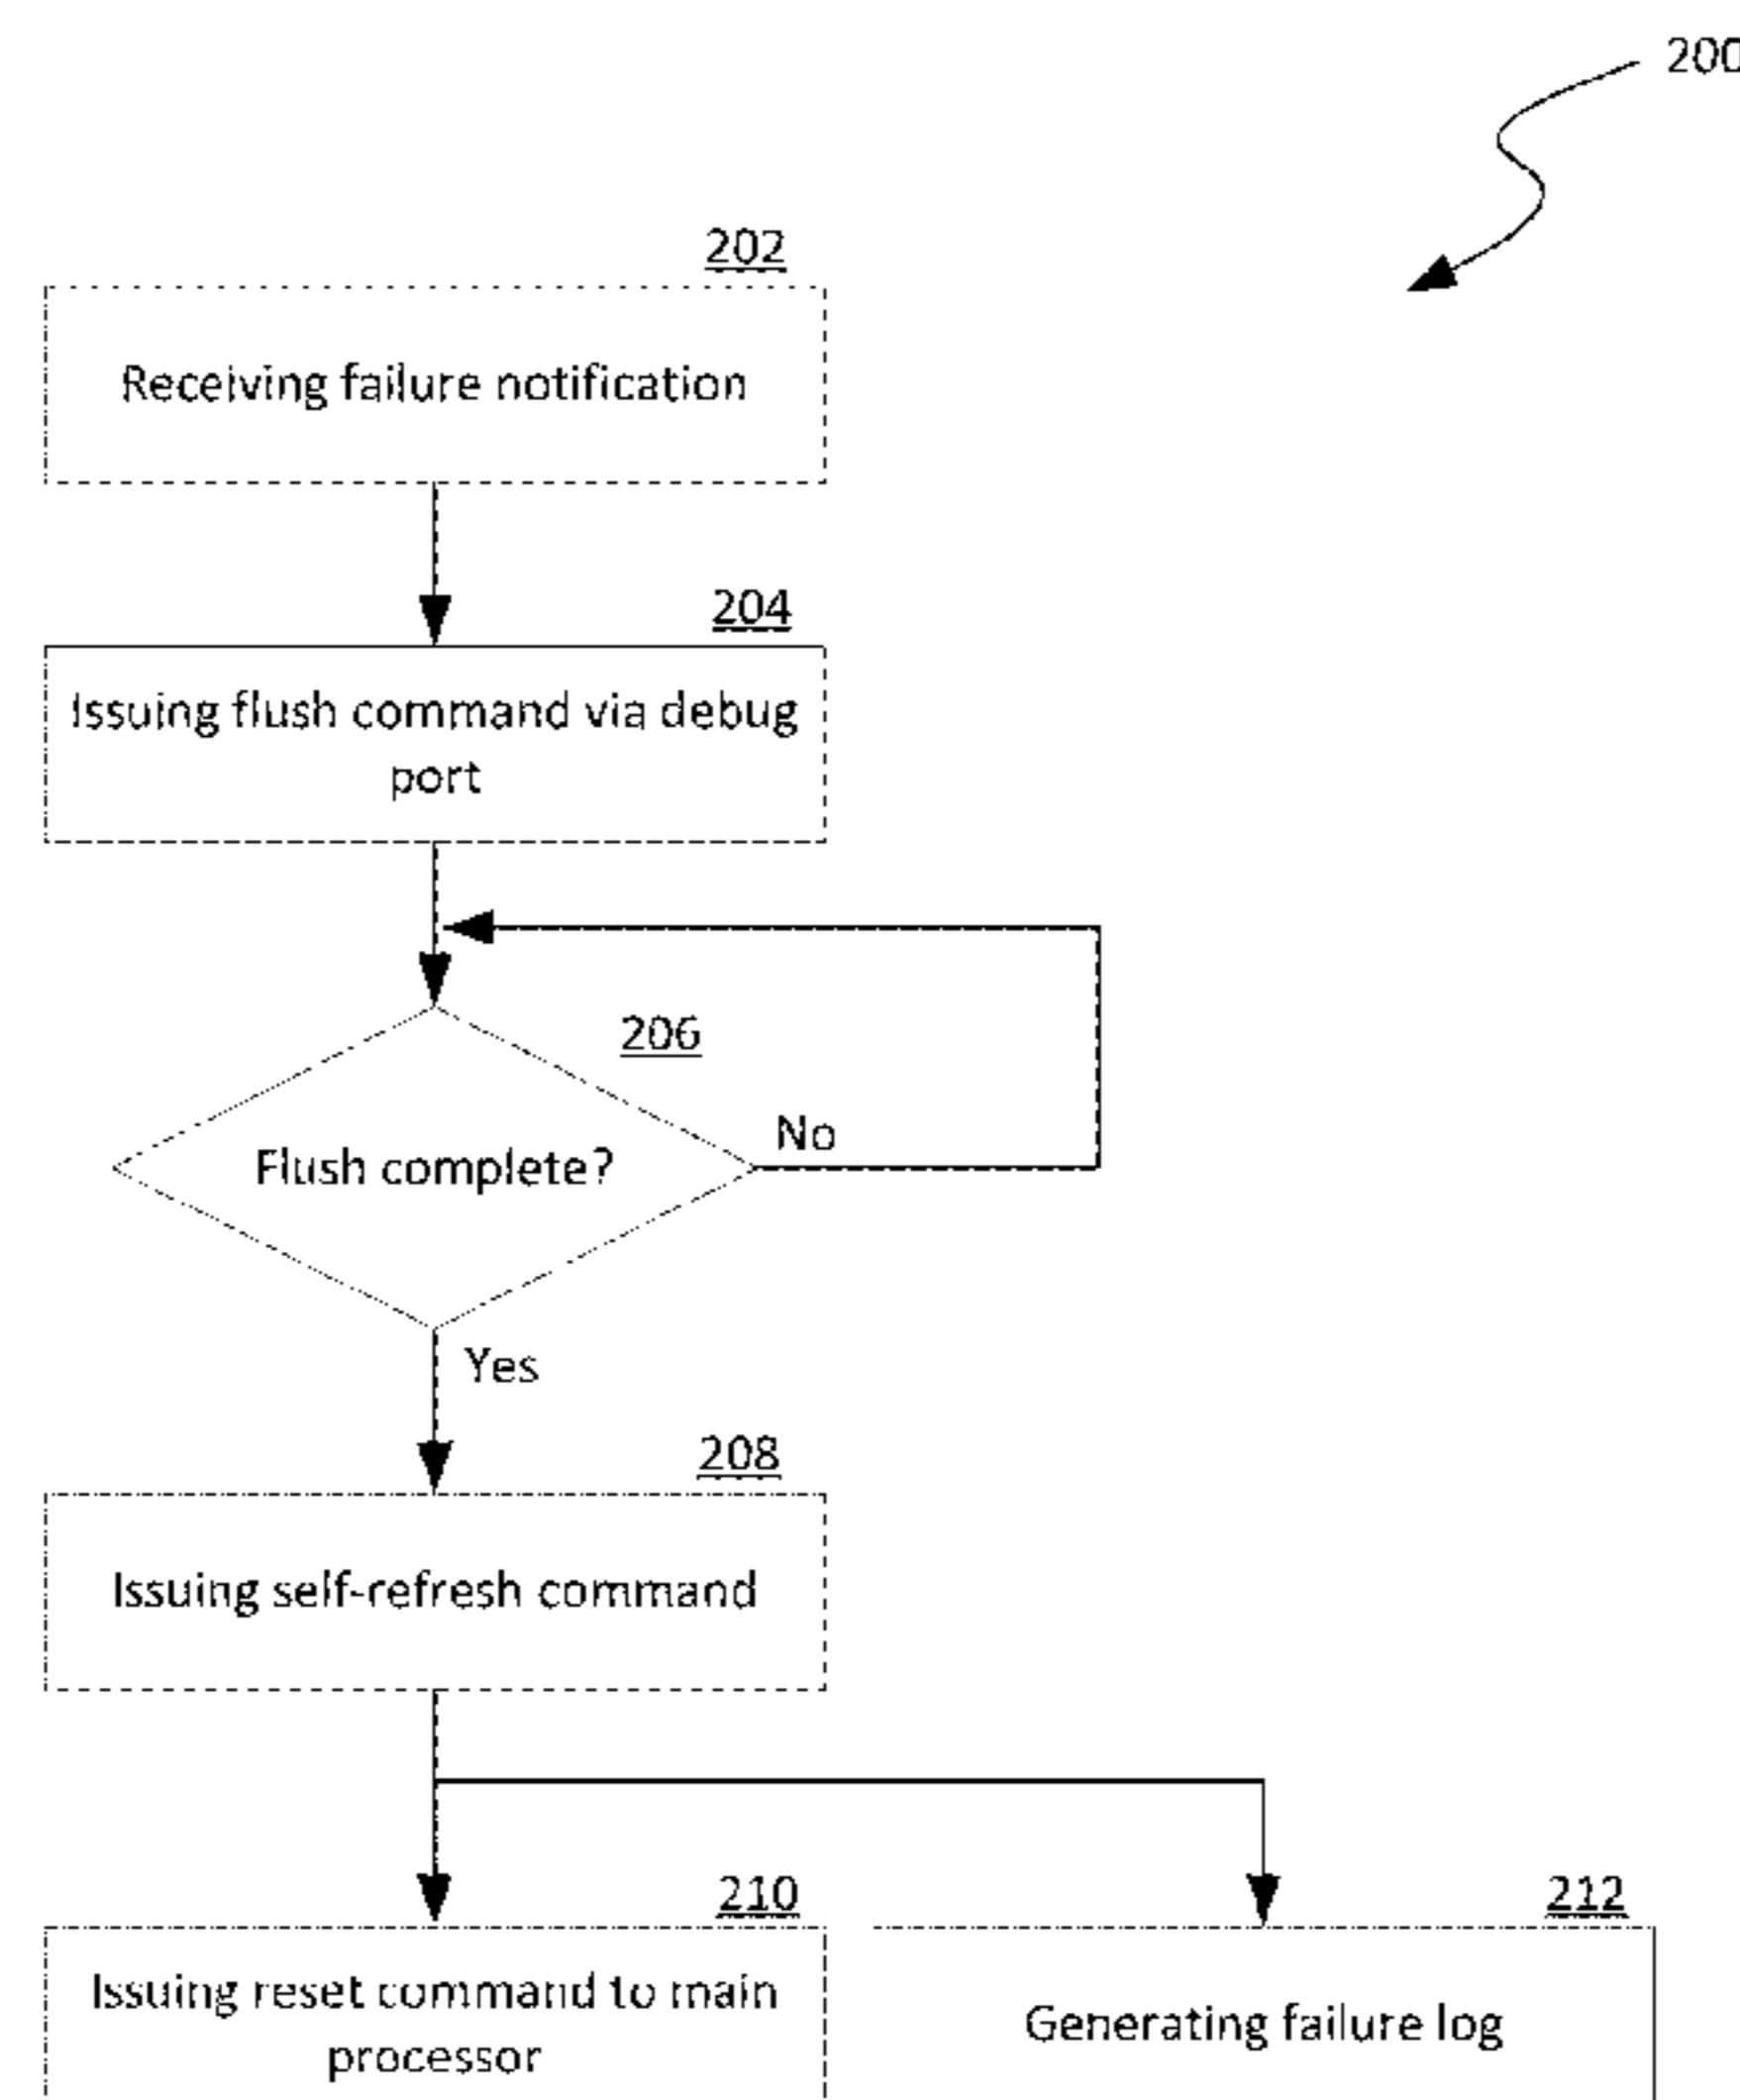 200
202
Receiving failure notification
204
Issuing flush command via debug
port
206
No
Flush complete?
Yes
208
Issuing self-refresh command
210
212
Issuing reset command to main
processor
Generating failure log